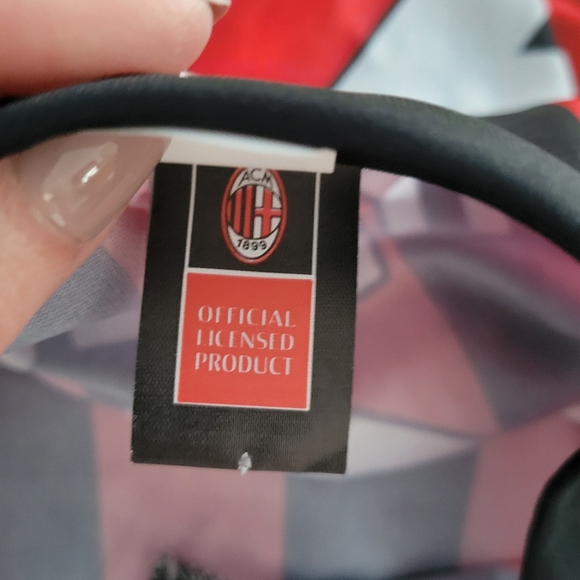 ACM
1899
OFFICIAL
LICENSED
PRODUCT